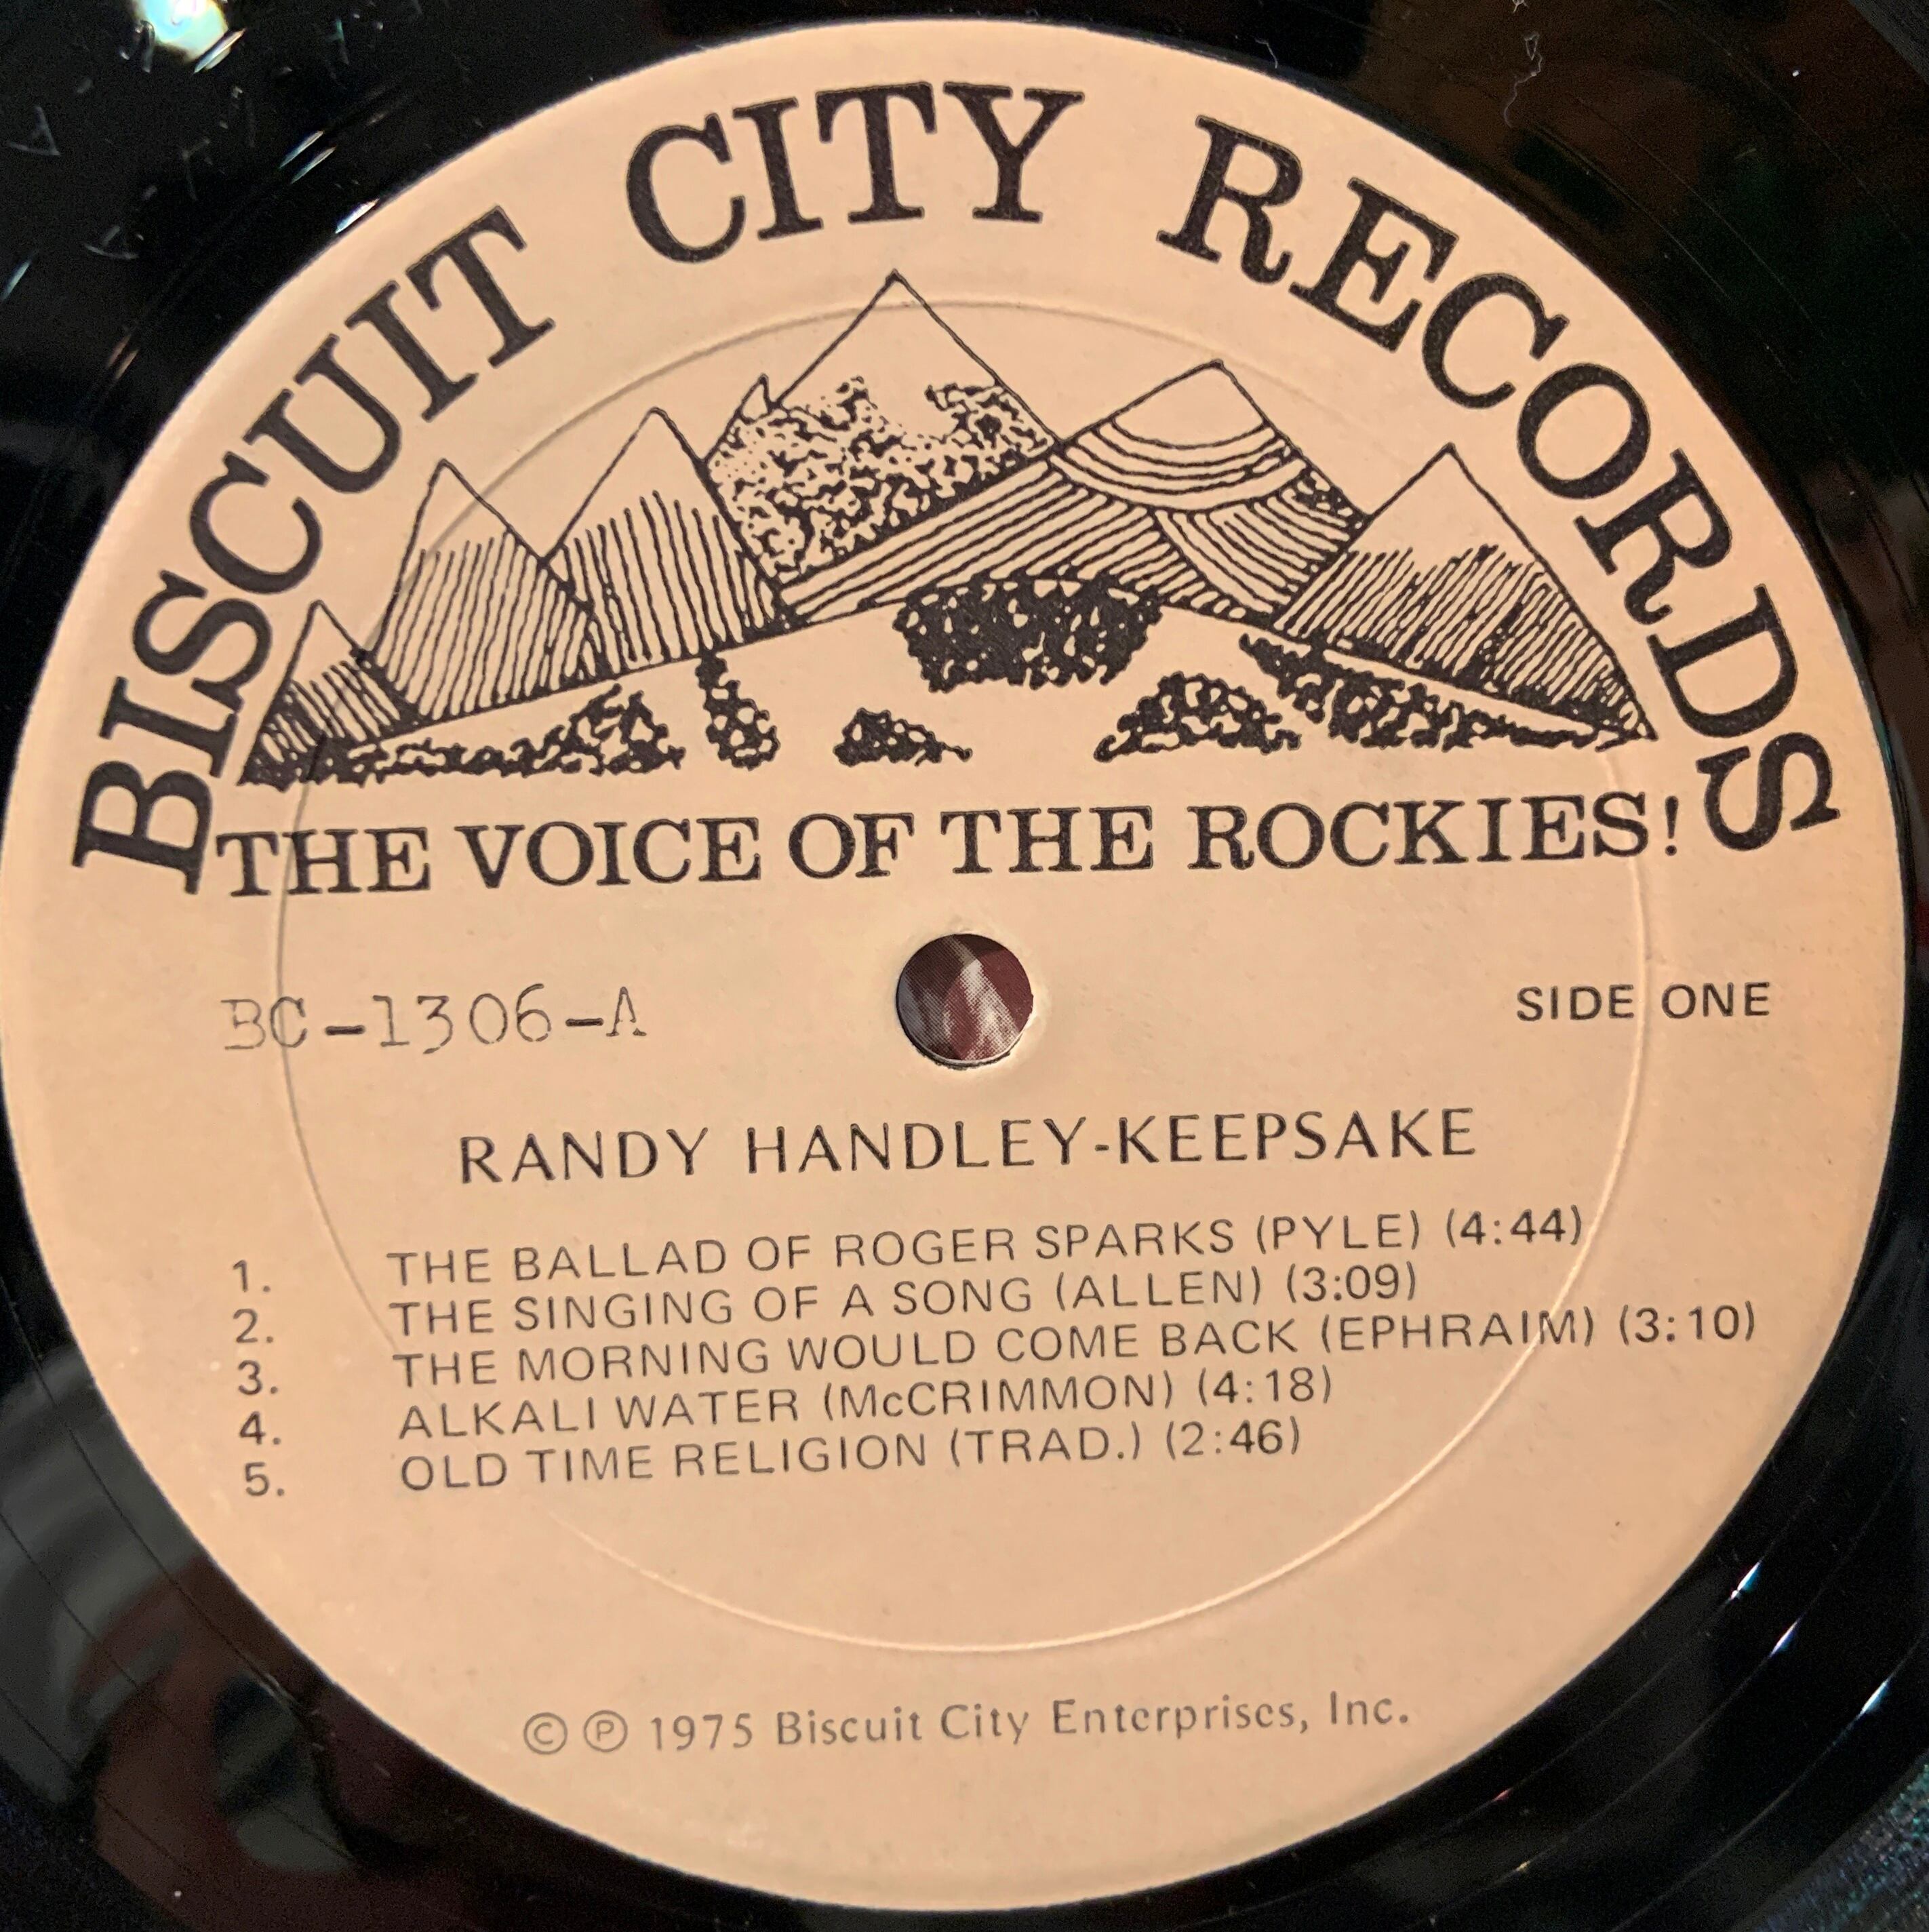 BISCUIT CITY RECORDS
THE VOICE OF THE ROCKIES!
BC-1306-A
SIDE ONE
RANDY HANDLEY-KEEPSAKE
1. THE BALLAD OF ROGER SPARKS (PYLE) (4:44)
2. THE SINGING OF A SONG (ALLEN) (3:09)
3. THE MORNING WOULD COME BACK (EPHRAIM) (3:10)
4. ALKALI WATER (McCRIMMON) (4:18)
5. OLD TIME RELIGION (TRAD.) (2:46)
© ℗ 1975 Biscuit City Enterprises, Inc.